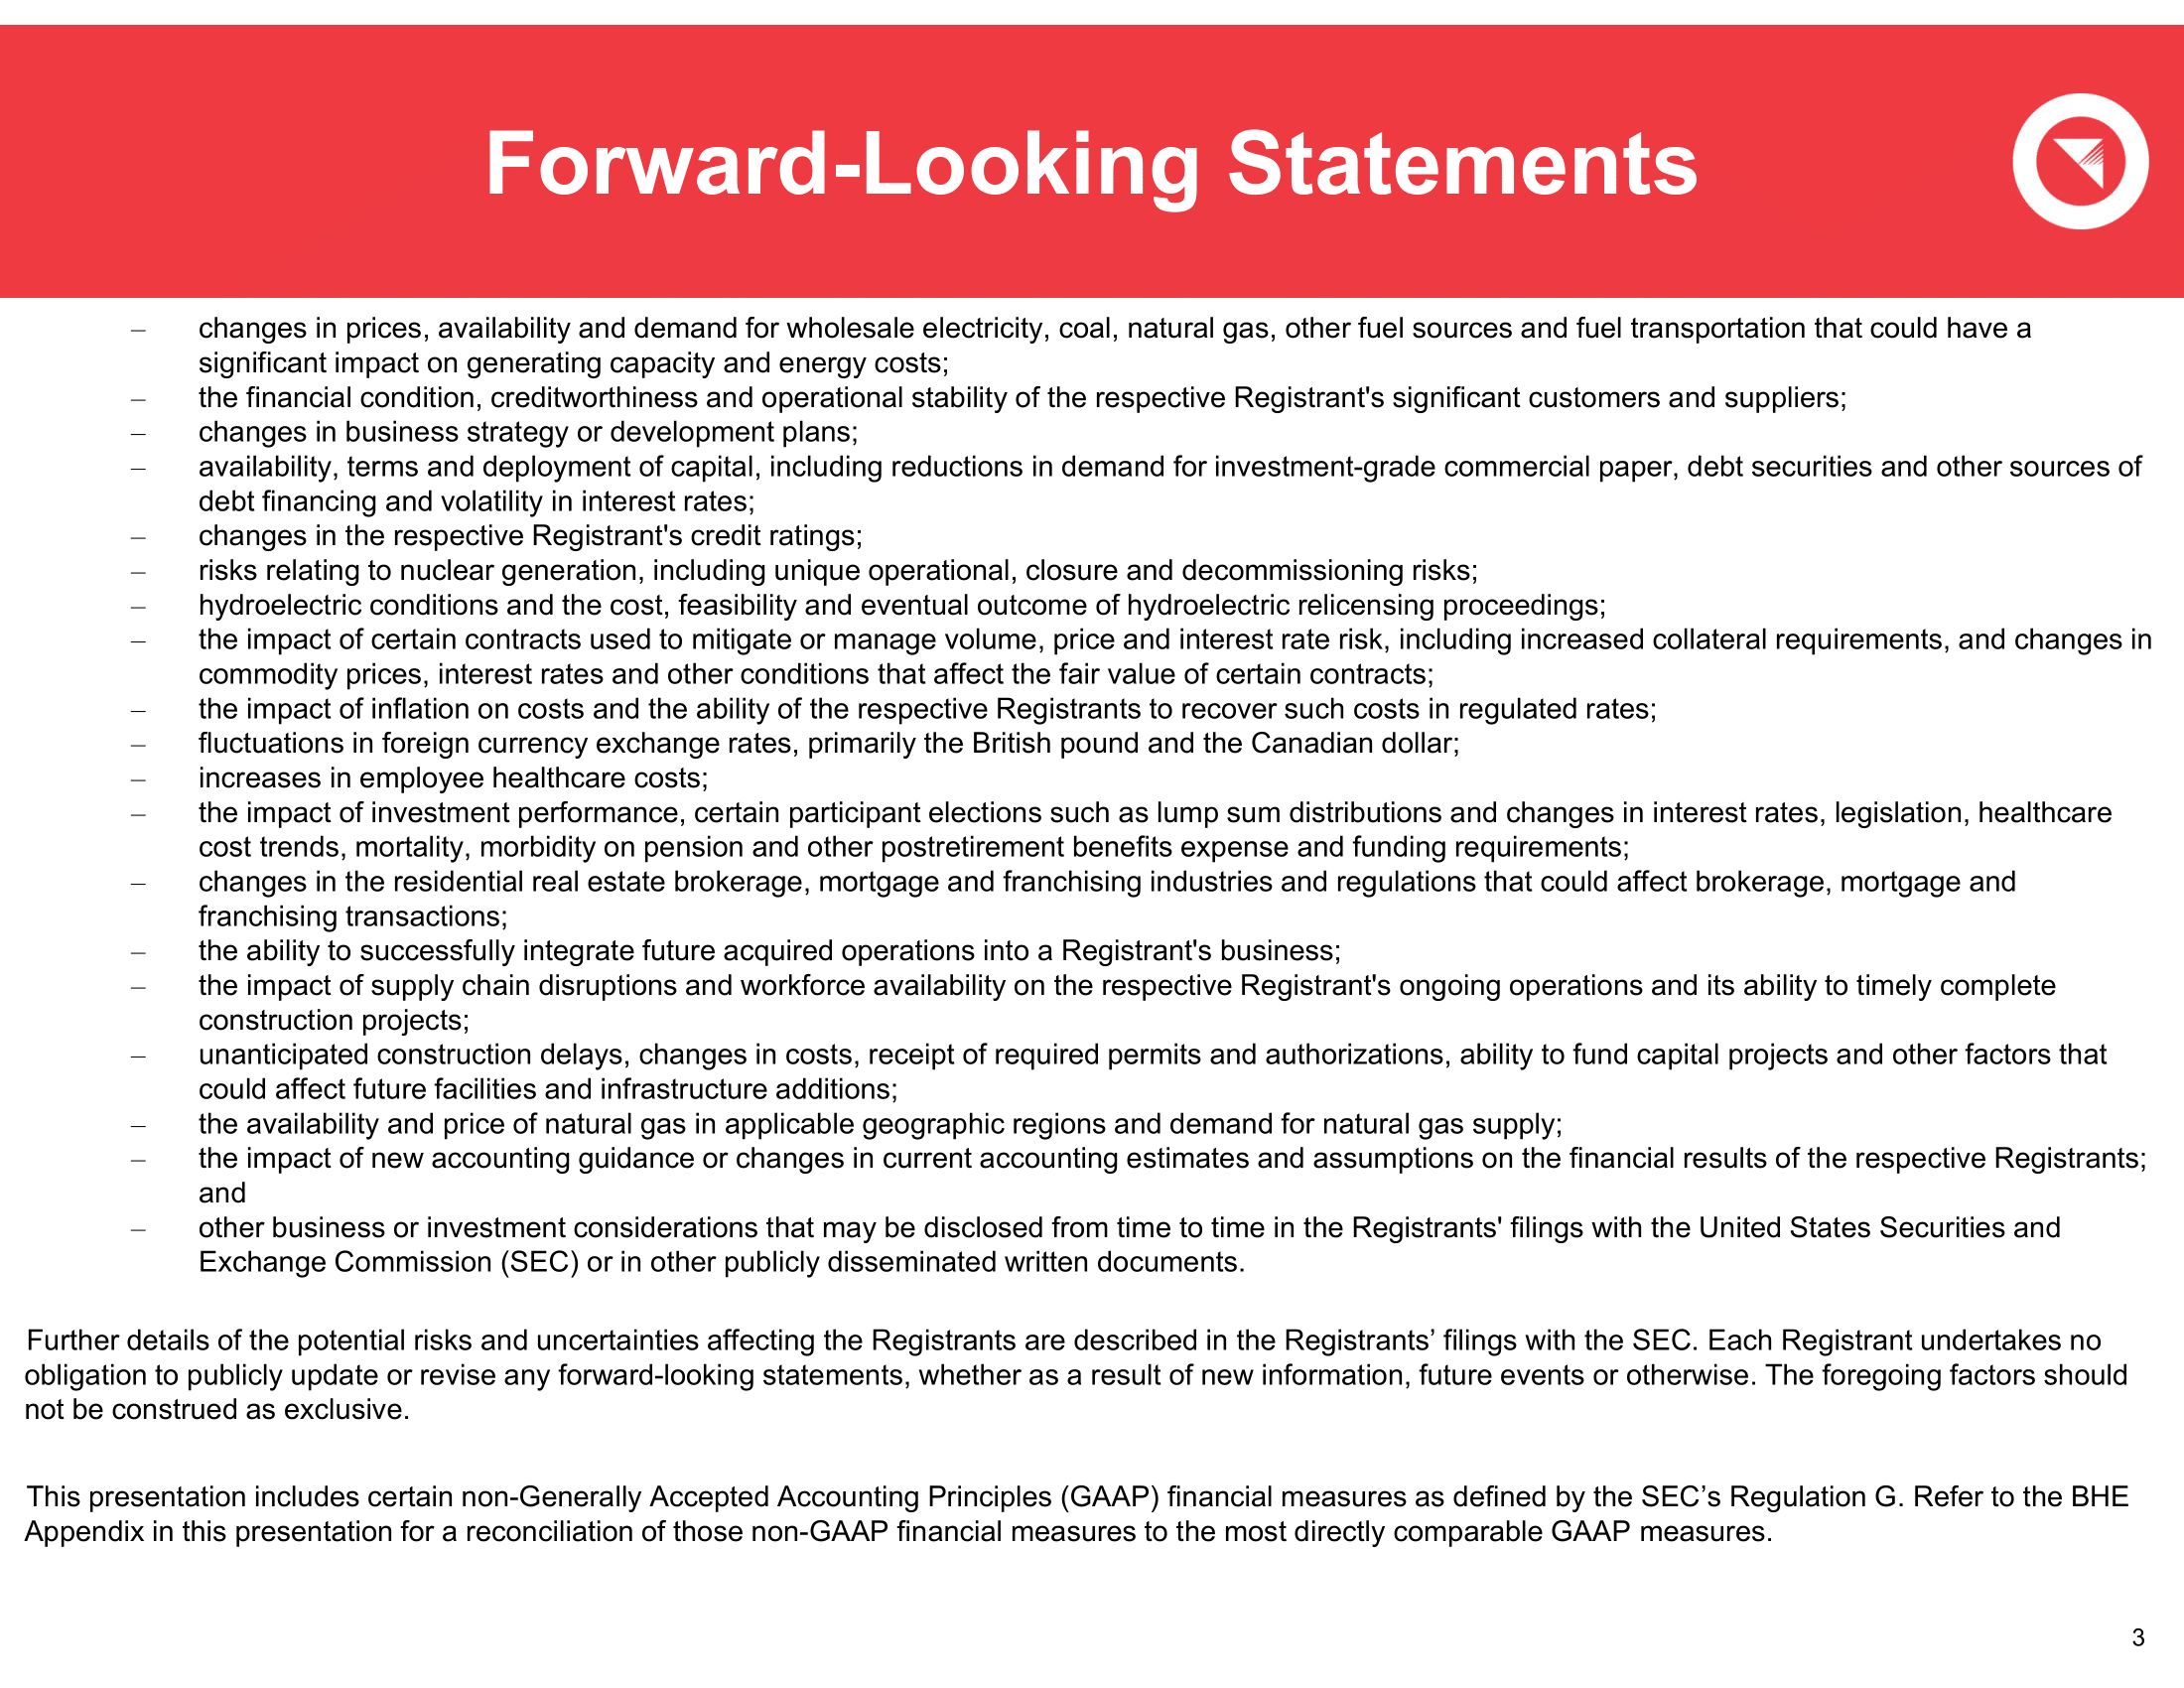 Forward-Looking Statements
– changes in prices, availability and demand for wholesale electricity, coal, natural gas, other fuel sources and fuel transportation that could have a
significant impact on generating capacity and energy costs;
– the financial condition, creditworthiness and operational stability of the respective Registrant's significant customers and suppliers;
– changes in business strategy or development plans;
– availability, terms and deployment of capital, including reductions in demand for investment-grade commercial paper, debt securities and other sources of
debt financing and volatility in interest rates;
– changes in the respective Registrant's credit ratings;
– risks relating to nuclear generation, including unique operational, closure and decommissioning risks;
– hydroelectric conditions and the cost, feasibility and eventual outcome of hydroelectric relicensing proceedings;
– the impact of certain contracts used to mitigate or manage volume, price and interest rate risk, including increased collateral requirements, and changes in
commodity prices, interest rates and other conditions that affect the fair value of certain contracts;
– the impact of inflation on costs and the ability of the respective Registrants to recover such costs in regulated rates;
– fluctuations in foreign currency exchange rates, primarily the British pound and the Canadian dollar;
– increases in employee healthcare costs;
– the impact of investment performance, certain participant elections such as lump sum distributions and changes in interest rates, legislation, healthcare
cost trends, mortality, morbidity on pension and other postretirement benefits expense and funding requirements;
– changes in the residential real estate brokerage, mortgage and franchising industries and regulations that could affect brokerage, mortgage and
franchising transactions;
– the ability to successfully integrate future acquired operations into a Registrant's business;
– the impact of supply chain disruptions and workforce availability on the respective Registrant's ongoing operations and its ability to timely complete
construction projects;
– unanticipated construction delays, changes in costs, receipt of required permits and authorizations, ability to fund capital projects and other factors that
could affect future facilities and infrastructure additions;
– the availability and price of natural gas in applicable geographic regions and demand for natural gas supply;
– the impact of new accounting guidance or changes in current accounting estimates and assumptions on the financial results of the respective Registrants;
and
– other business or investment considerations that may be disclosed from time to time in the Registrants' filings with the United States Securities and
Exchange Commission (SEC) or in other publicly disseminated written documents.
Further details of the potential risks and uncertainties affecting the Registrants are described in the Registrants’ filings with the SEC. Each Registrant undertakes no
obligation to publicly update or revise any forward-looking statements, whether as a result of new information, future events or otherwise. The foregoing factors should
not be construed as exclusive.
This presentation includes certain non-Generally Accepted Accounting Principles (GAAP) financial measures as defined by the SEC’s Regulation G. Refer to the BHE
Appendix in this presentation for a reconciliation of those non-GAAP financial measures to the most directly comparable GAAP measures.
3